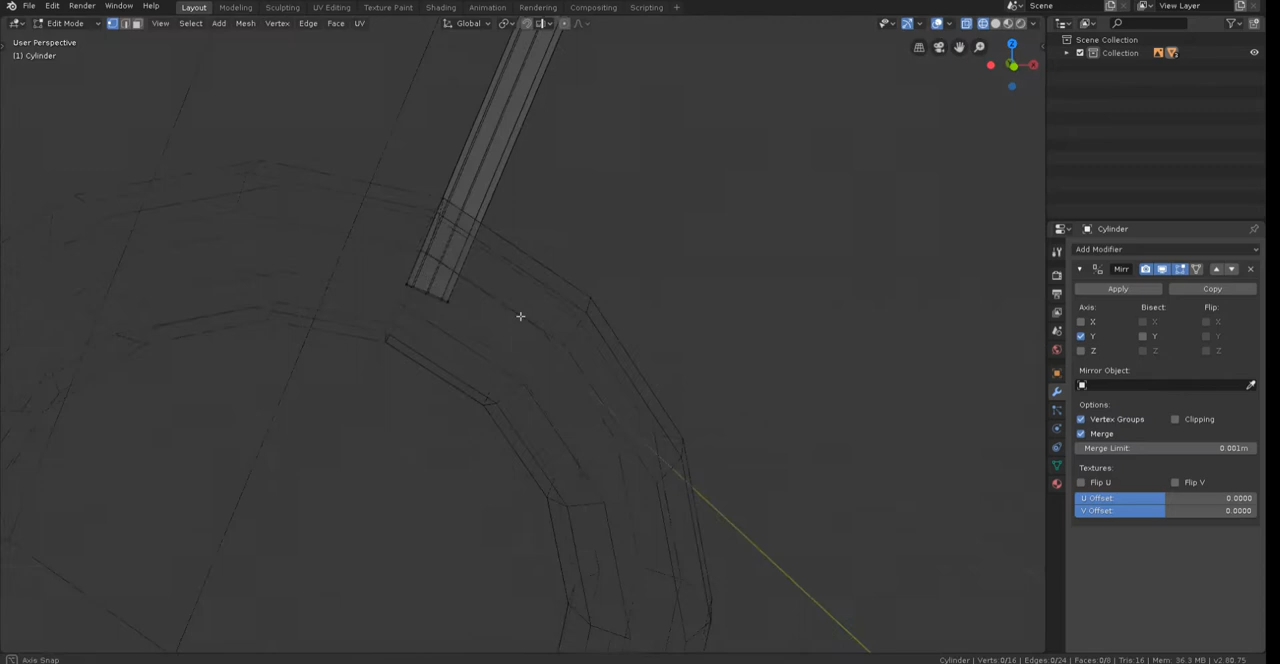 File Edit Render Window Help Layout Modeling Sculpting UV Editing Texture Paint Shading Animation Rendering Compositing Scripting + Scene View Layer
Edit Mode View Select Add Mesh Vertex Edge Face UV Global
User Perspective
(1) Cylinder
Scene Collection
Collection
Cylinder
Add Modifier
Mirr
Apply Copy
Axis: Bisect: Flip:
X X X
Y Y Y
Z Z Z
Mirror Object:
Options:
Vertex Groups Clipping
Merge
Merge Limit: 0.001m
Textures:
Flip U Flip V
U Offset: 0.0000
V Offset: 0.0000
Axis Snap Cylinder | Verts:0/16 | Edges:0/24 | Faces:0/8 | Tris:16 | Mem: 36.3 MB | v2.80.75